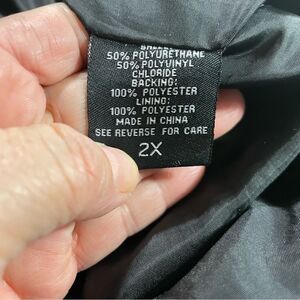 50% POLYURETHANE
50% POLYVINYL
CHLORIDE
BACKING:
100% POLYESTER
LINING:
100% POLYESTER
MADE IN CHINA
SEE REVERSE FOR CARE
2X